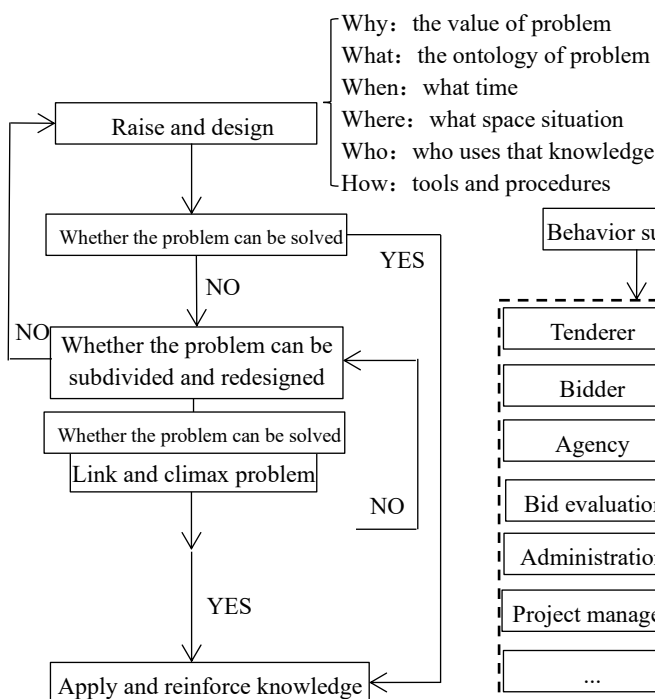 Why：the value of problem
What：the ontology of problem
When：what time
Where：what space situation
Who：who uses that knowledge
How：tools and procedures
Raise and design
Whether the problem can be solved
YES
NO
NO
Whether the problem can be
subdivided and redesigned
Whether the problem can be solved
Link and climax problem
NO
YES
Apply and reinforce knowledge
Behavior
Tenderer
Bidder
Agency
Bid evaluation
Administration
Project
...